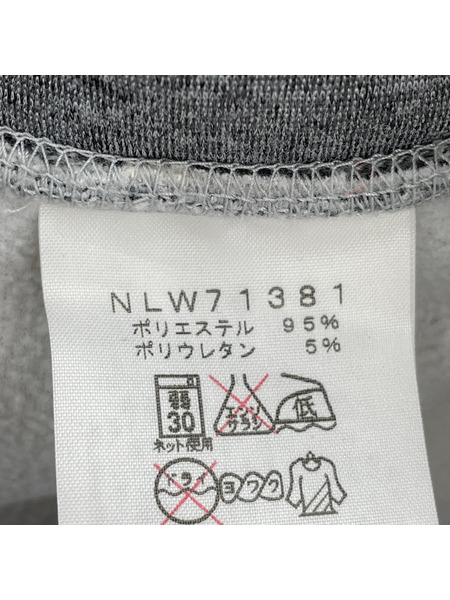 NLW71381
ポリエステル 95%
ポリウレタン 5%
弱
30
ネット使用
エンソ
サラシ
低
ドライ
ヨワク